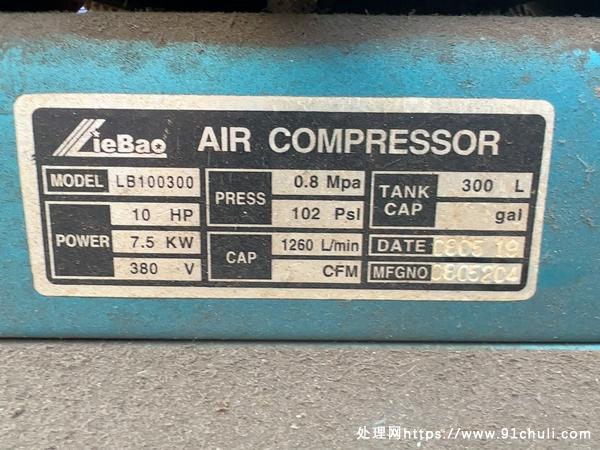 LieBao AIR COMPRESSOR
MODEL LB100300
POWER 10 HP
7.5 KW
380 V
PRESS 0.8 Mpa
102 Psl
CAP 1260 L/min
CFM
TANK CAP 300 L
gal
DATE 0805 19
MFGNO 0805204
处理网https://www.91chuli.com